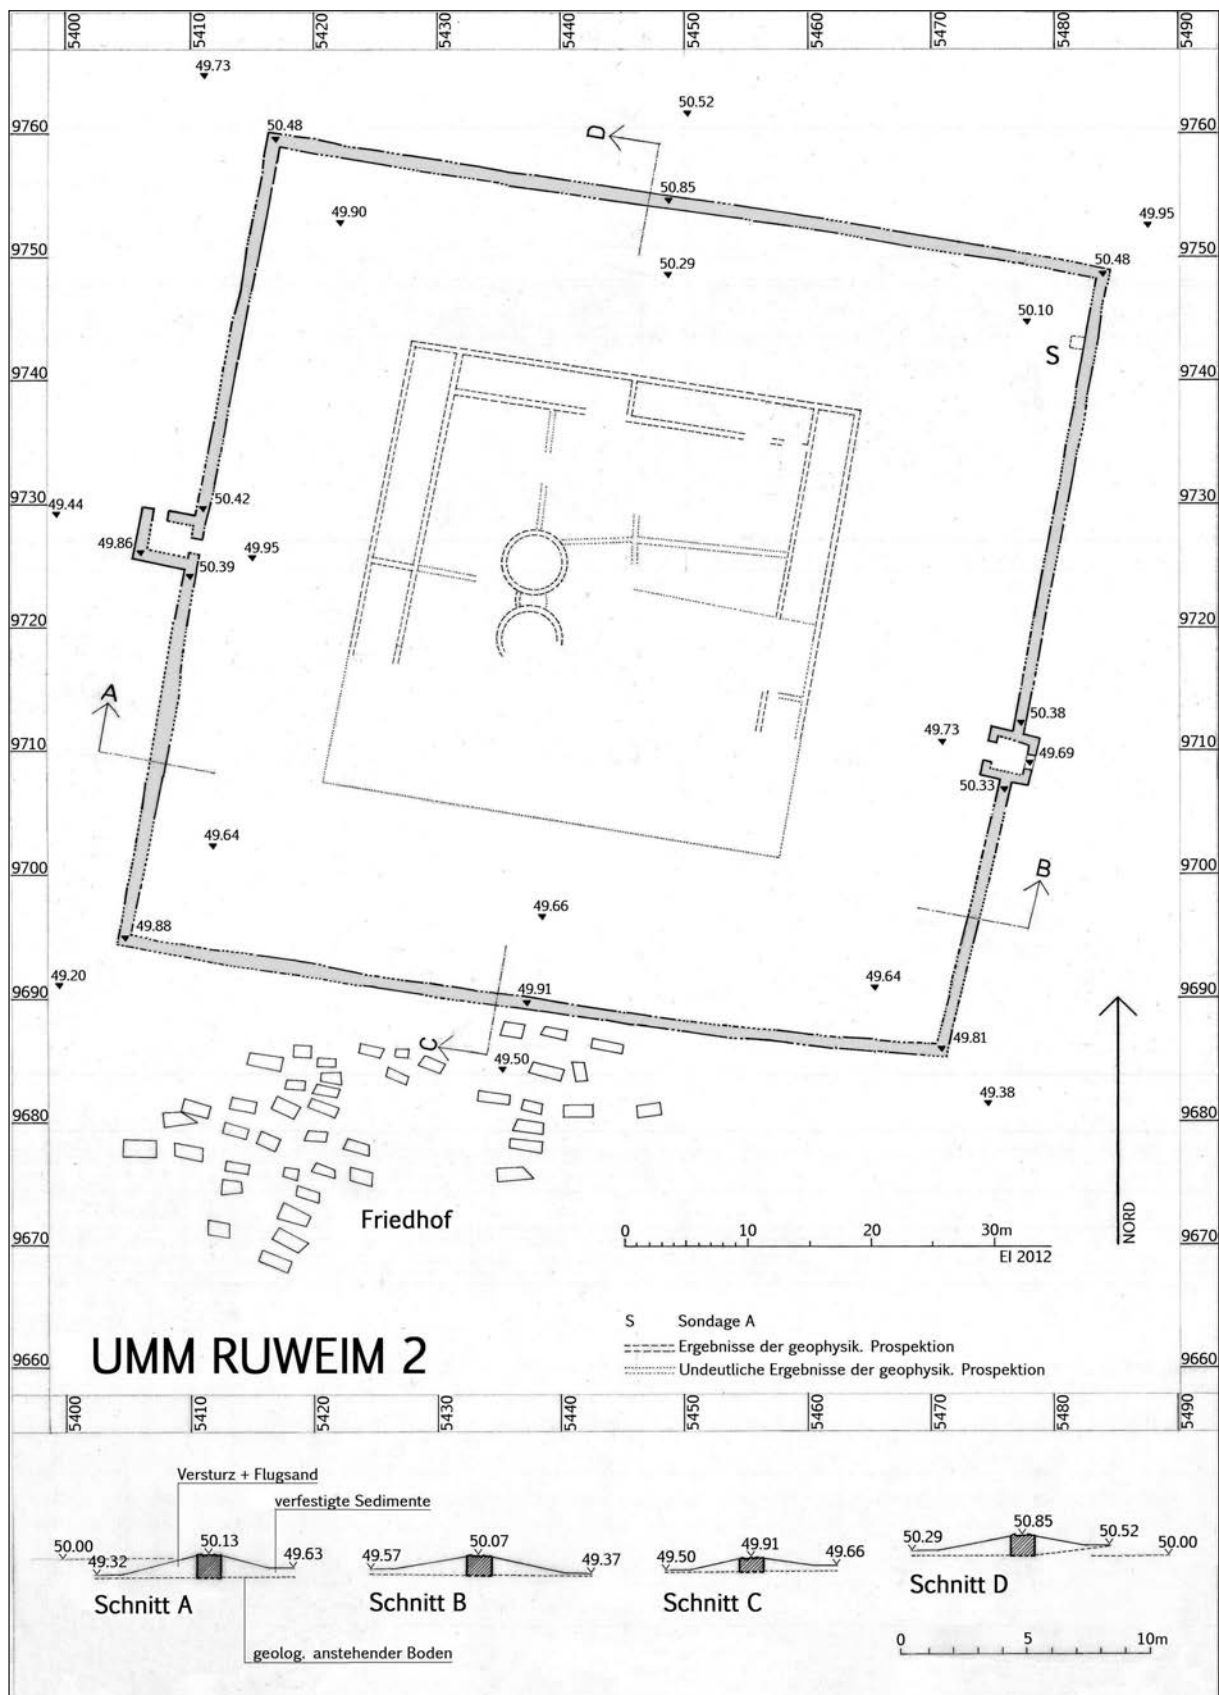 5400 5410 5420 5430 5440 5450 5460 5470 5480 5490
49.73
50.52
9760 50.48 D 9760
50.85
49.90 49.95
9750 50.29 50.48 9750
50.10
S
9740 9740
9730 49.44 50.42 9730
49.86 49.95
50.39
9720 9720
A
50.38
49.73
9710 49.69 9710
50.33
49.64
9700 B 9700
49.66
49.88
49.20 49.64
9690 49.91 9690
C 49.81
49.50
49.38
9680 9680
Friedhof
NORD
0 10 20 30m
9670 EI 2012 9670
S Sondage A
UMM RUWEIM 2
Ergebnisse der geophysik. Prospektion
9660 Undeutliche Ergebnisse der geophysik. Prospektion 9660
5400 5410 5420 5430 5440 5450 5460 5470 5480 5490
Versturz + Flugsand
verfestigte Sedimente
50.00 49.32 50.13 49.63
Schnitt A
geolog. anstehender Boden
49.57 50.07 49.37
Schnitt B
49.50 49.91 49.66
Schnitt C
50.29 50.85 50.52 50.00
Schnitt D
0 5 10m